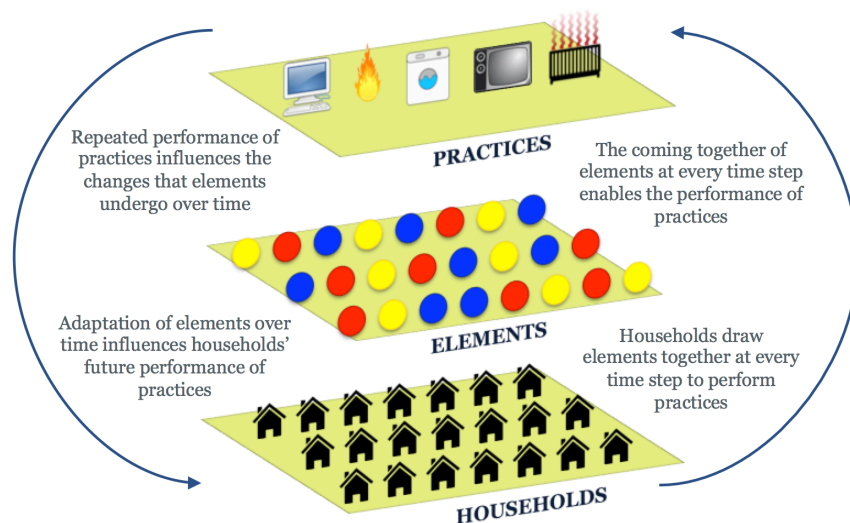 PRACTICES
Repeated performance of
practices influences the
changes that elements
undergo over time
The coming together of
elements at every time step
enables the performance of
practices
ELEMENTS
Adaptation of elements over
time influences households’
future performance of
practices
Households draw
elements together at every
time step to perform
practices
HOUSEHOLDS